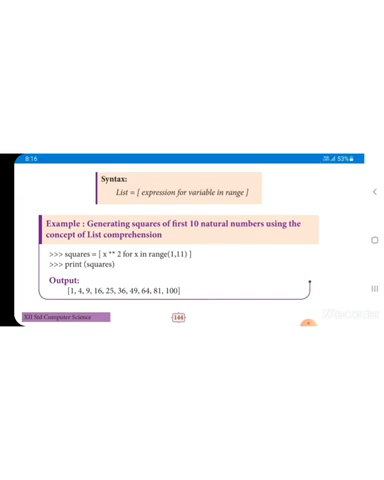 8:16
53%
Syntax:
List = [ expression for variable in range ]
Example : Generating squares of first 10 natural numbers using the
concept of List comprehension
>>> squares = [ x ** 2 for x in range(1,11) ]
>>> print (squares)
Output:
[1, 4, 9, 16, 25, 36, 49, 64, 81, 100]
XII Std Computer Science
144